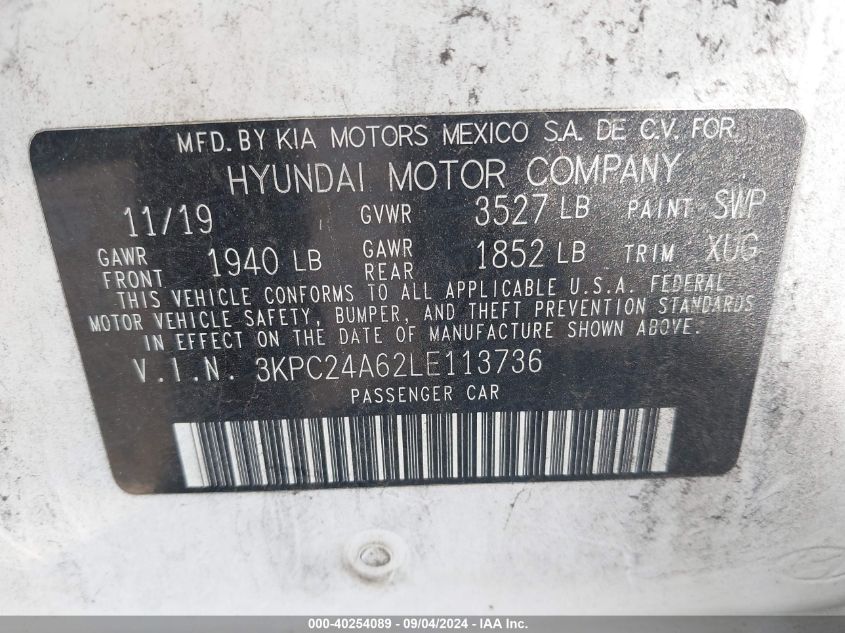 MFD. BY KIA MOTORS MEXICO S.A. DE C.V. FOR
HYUNDAI MOTOR COMPANY
11/19 GVWR 3527 LB PAINT SWP
GAWR FRONT 1940 LB GAWR REAR 1852 LB TRIM XUG
THIS VEHICLE CONFORMS TO ALL APPLICABLE U.S.A. FEDERAL
MOTOR VEHICLE SAFETY, BUMPER, AND THEFT PREVENTION STANDARDS
IN EFFECT ON THE DATE OF MANUFACTURE SHOWN ABOVE.
V.I.N. 3KPC24A62LE113736
PASSENGER CAR
000-40254089 - 09/04/2024 - IAA Inc.